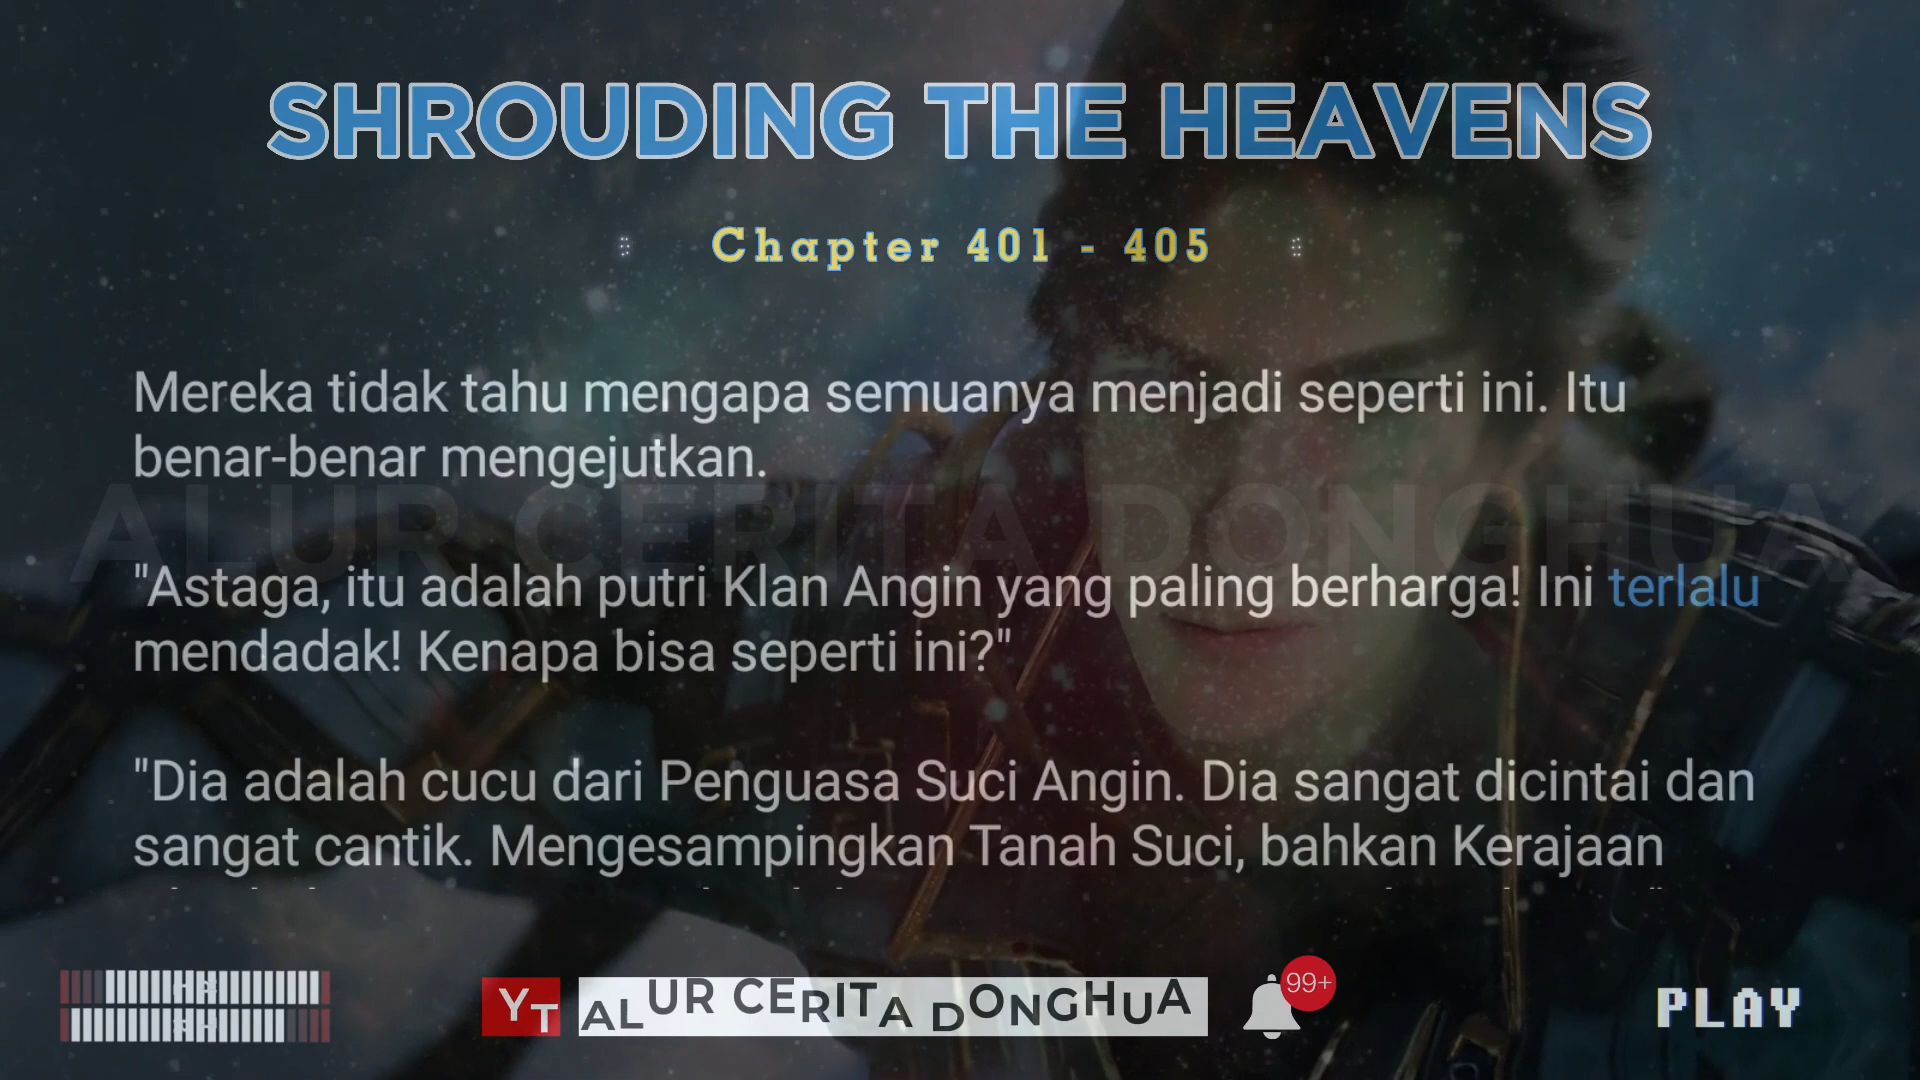 SHROUDING THE HEAVENS
Chapter 401 - 405
Mereka tidak tahu mengapa semuanya menjadi seperti ini. Itu
benar-benar mengejutkan.
ALUR CERITA DONGHUA
"Astaga, itu adalah putri Klan Angin yang paling berharga! Ini terlalu
mendadak! Kenapa bisa seperti ini?"
"Dia adalah cucu dari Penguasa Suci Angin. Dia sangat dicintai dan
sangat cantik. Mengesampingkan Tanah Suci, bahkan Kerajaan
YT ALUR CERITA DONGHUA
99+
PLAY